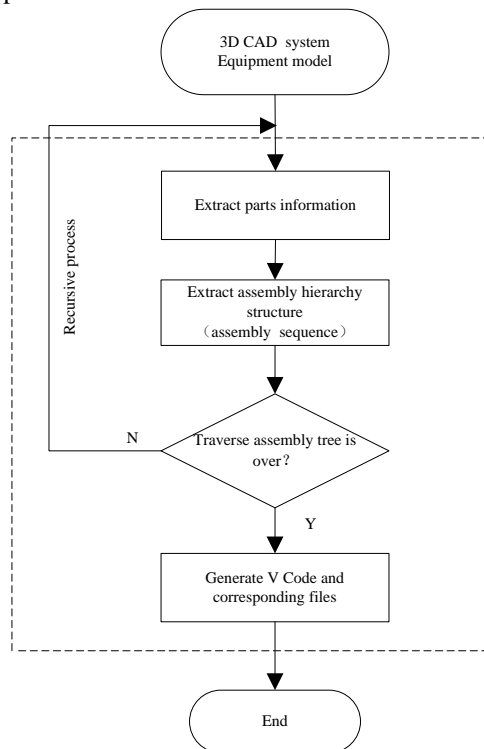 3D CAD system
Equipment model
Extract parts information
Recursive process
Extract assembly hierarchy
structure
（assembly sequence）
N
Traverse assembly tree is
over？
Y
Generate V Code and
corresponding files
End